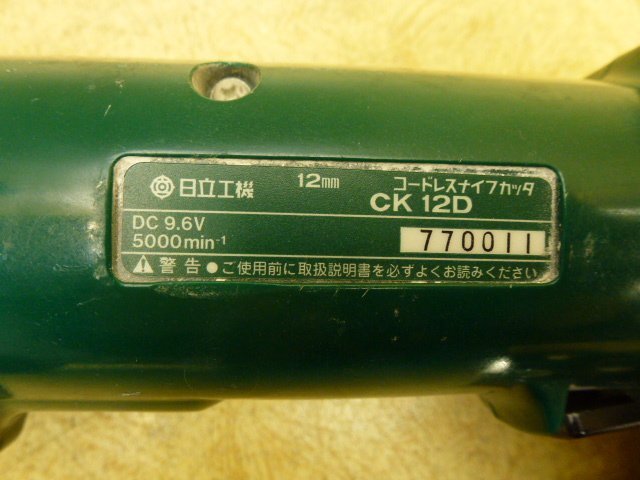 日立工機 12mm コードレスナイフカッタ
CK 12D
DC 9.6V
5000min-1
770011
警告 ● ご使用前に取扱説明書を必ずよくお読みください。